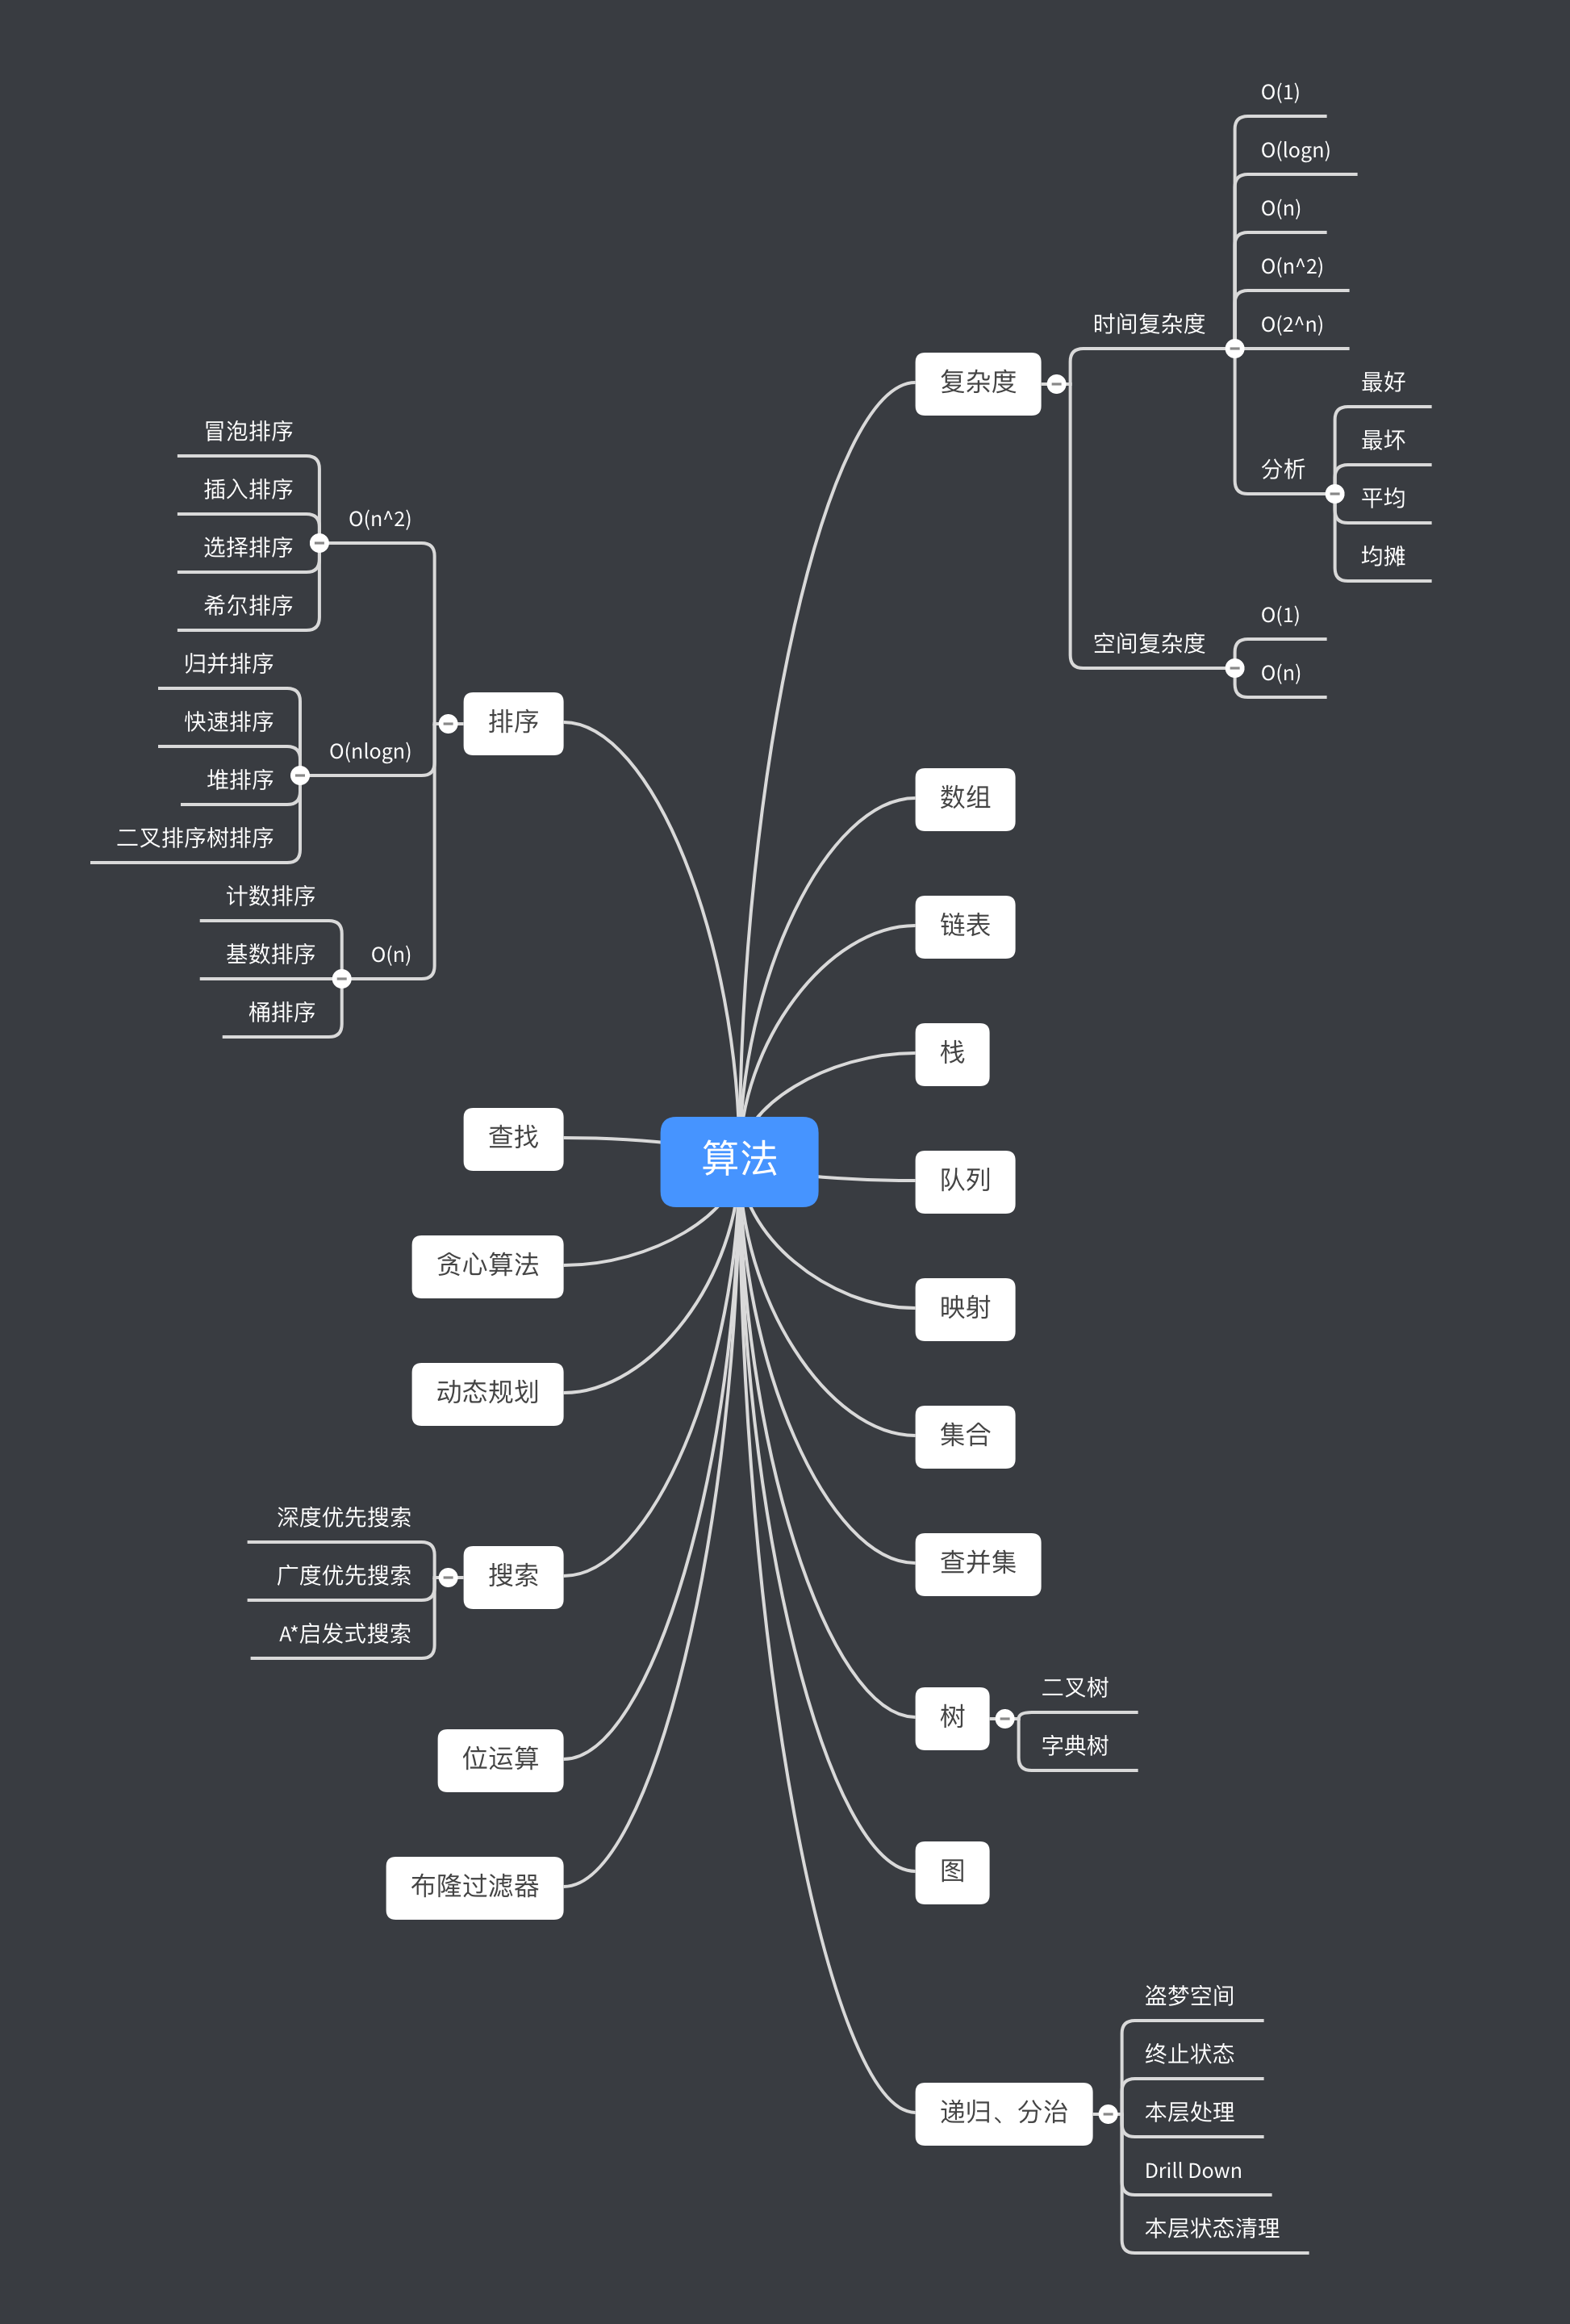 算法
复杂度
时间复杂度
O(1)
O(logn)
O(n)
O(n^2)
O(2^n)
分析
最好
最坏
平均
均摊
空间复杂度
O(1)
O(n)
数组
链表
栈
队列
映射
集合
查并集
树
二叉树
字典树
图
递归、分治
盗梦空间
终止状态
本层处理
Drill Down
本层状态清理
排序
O(n^2)
冒泡排序
插入排序
选择排序
希尔排序
O(nlogn)
归并排序
快速排序
堆排序
二叉排序树排序
O(n)
计数排序
基数排序
桶排序
查找
贪心算法
动态规划
搜索
深度优先搜索
广度优先搜索
A*启发式搜索
位运算
布隆过滤器